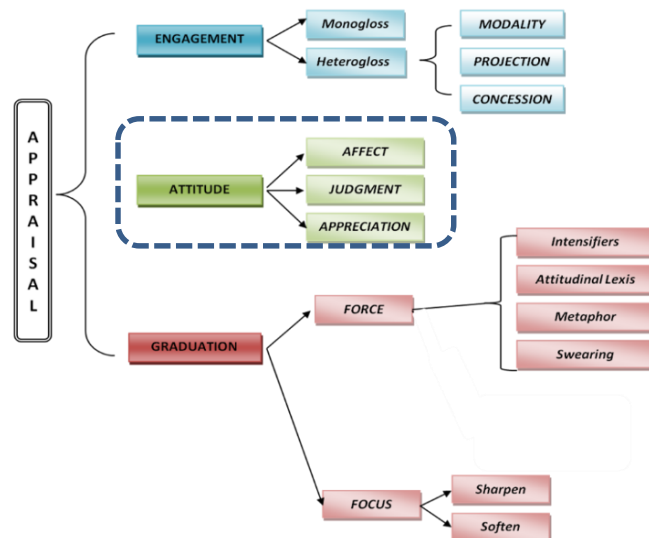 APPRAISAL
ENGAGEMENT
Monogloss
Heterogloss
MODALITY
PROJECTION
CONCESSION
ATTITUDE
AFFECT
JUDGMENT
APPRECIATION
GRADUATION
FORCE
Intensifiers
Attitudinal Lexis
Metaphor
Swearing
FOCUS
Sharpen
Soften